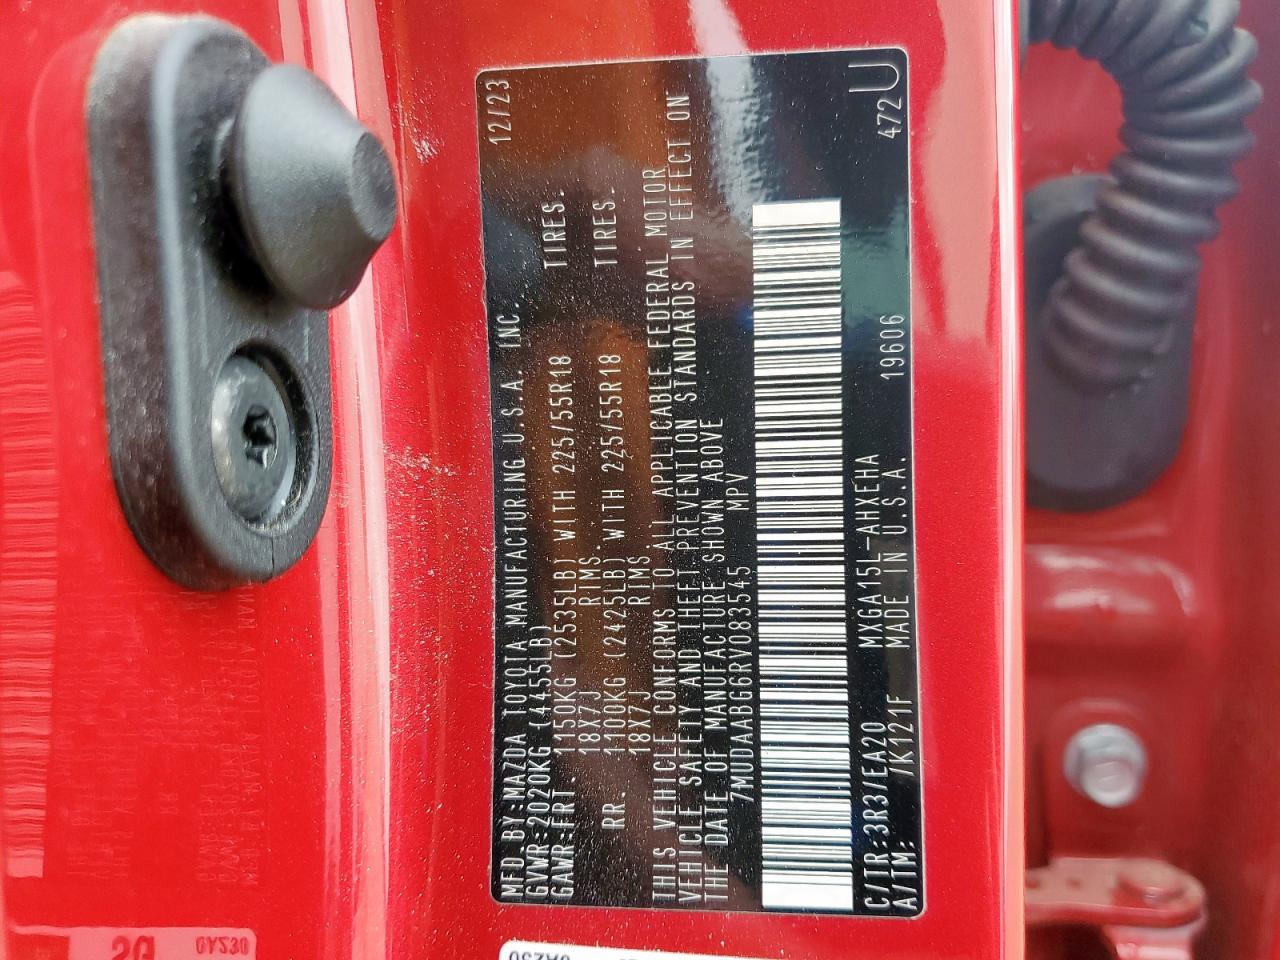 MFD.BY:MAZDA TOYOTA MANUFACTURING U.S.A. INC. 12/23
GVWR:2020KG (4455LB)
GAWR:FRT 1150KG (2535LB) WITH 225/55R18 TIRES.
18X7J RIMS.
RR. 1100KG (2425LB) WITH 225/55R18 TIRES.
18X7J RIMS
THIS VEHICLE CONFORMS TO ALL APPLICABLE FEDERAL MOTOR
VEHICLE SAFETY AND THEFT PREVENTION STANDARDS IN EFFECT ON
THE DATE OF MANUFACTURE SHOWN ABOVE
7MUDAABG6RV083545 MPV
C/TR:3R3/EA20 MXGA15L-AHXEHA 472U
A/TM: /K121F MADE IN U.S.A. 19606